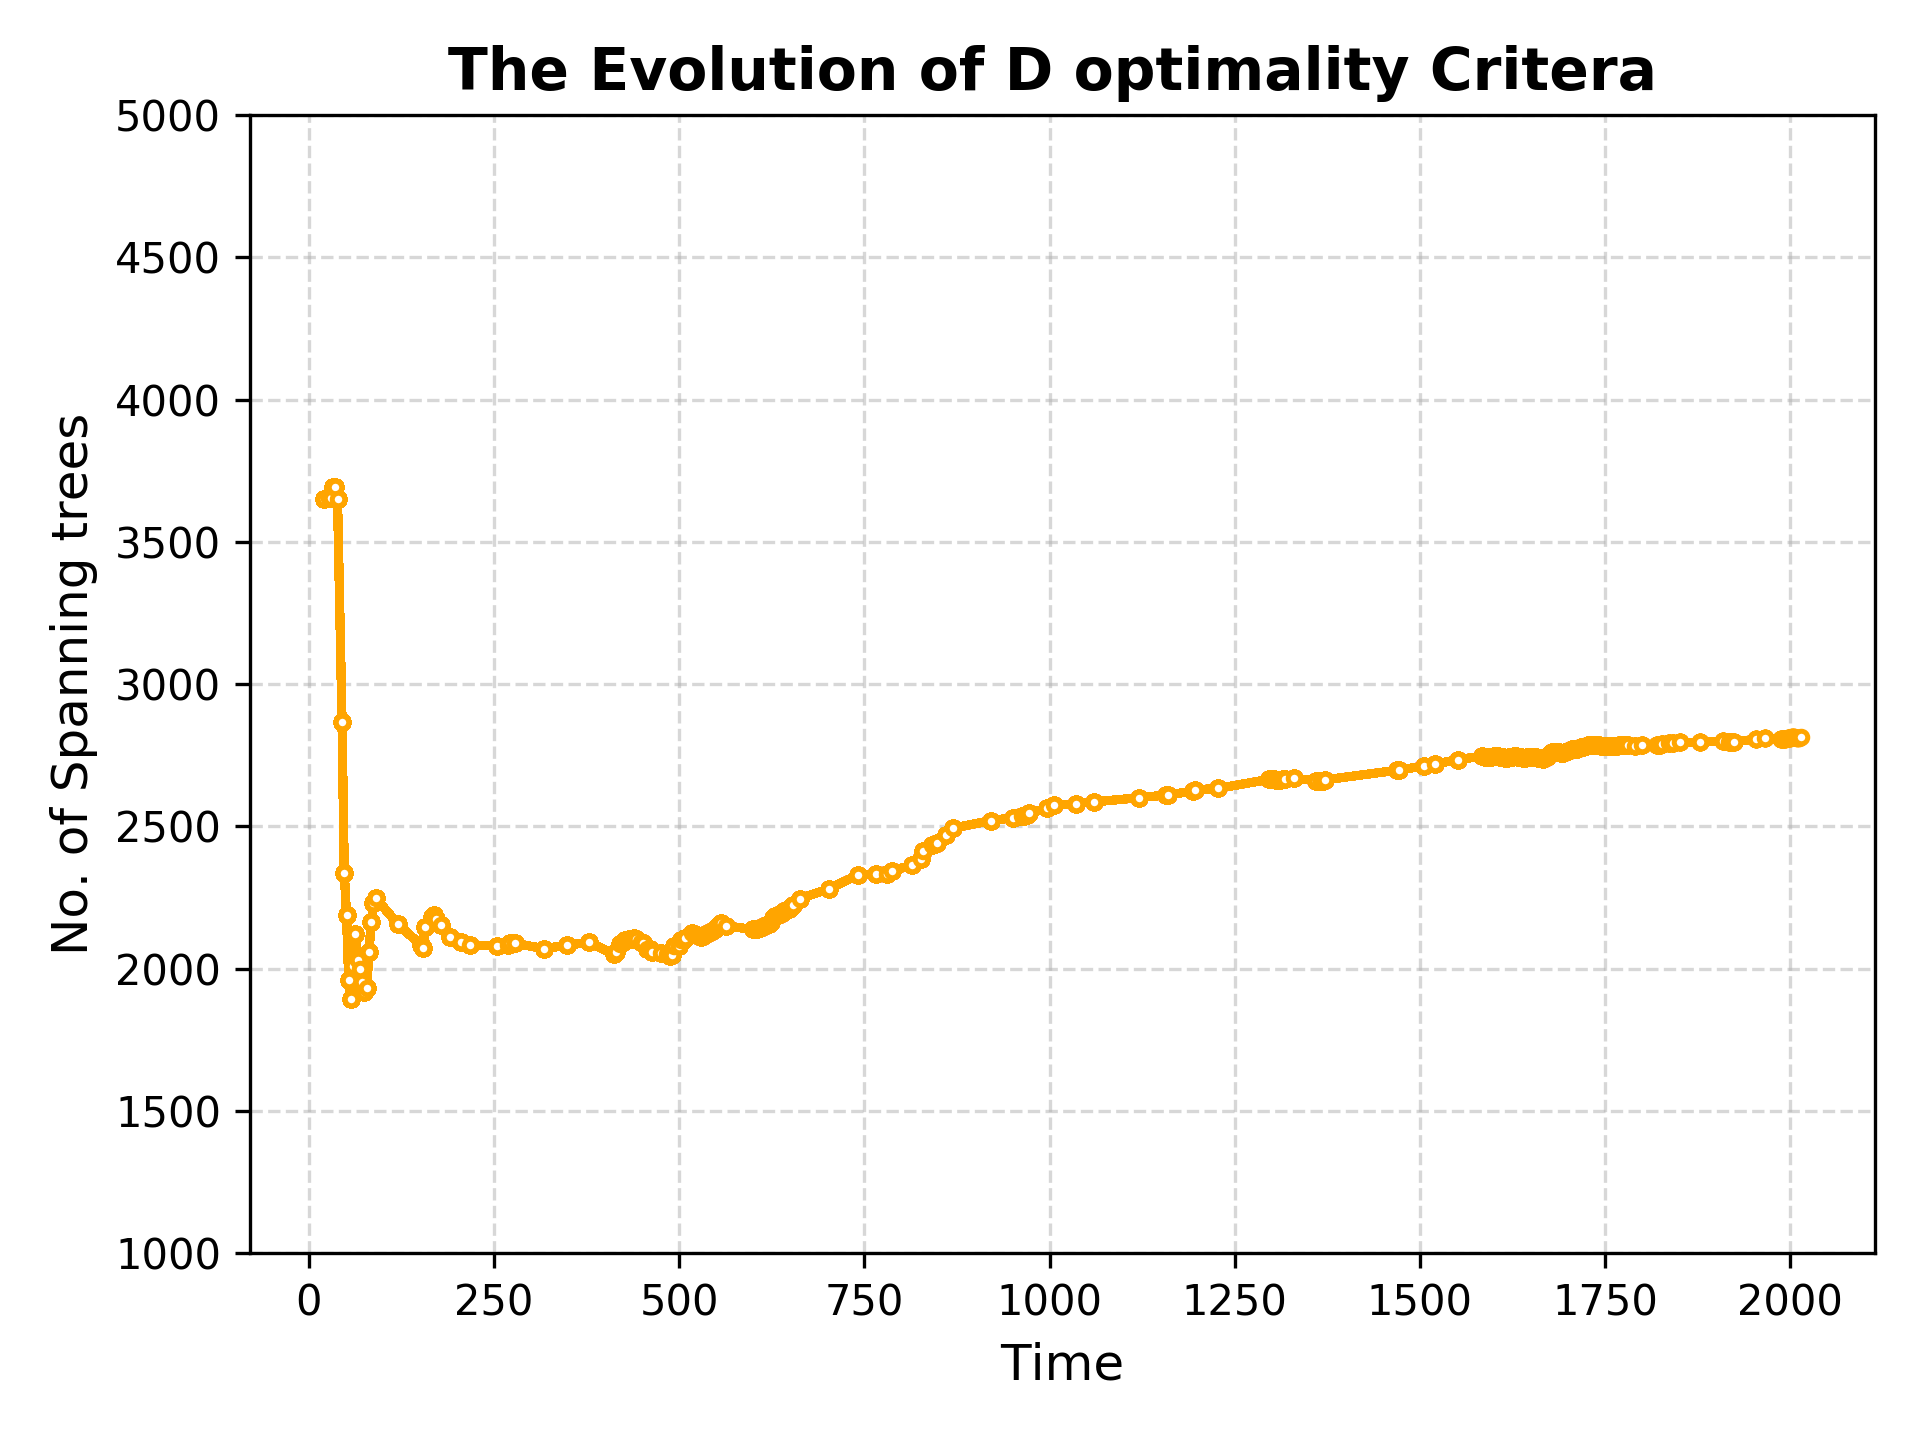 The Evolution of D optimality Critera
5000
4500
4000
3500
3000
2500
2000
1500
1000
No. of Spanning trees
0 250 500 750 1000 1250 1500 1750 2000
Time